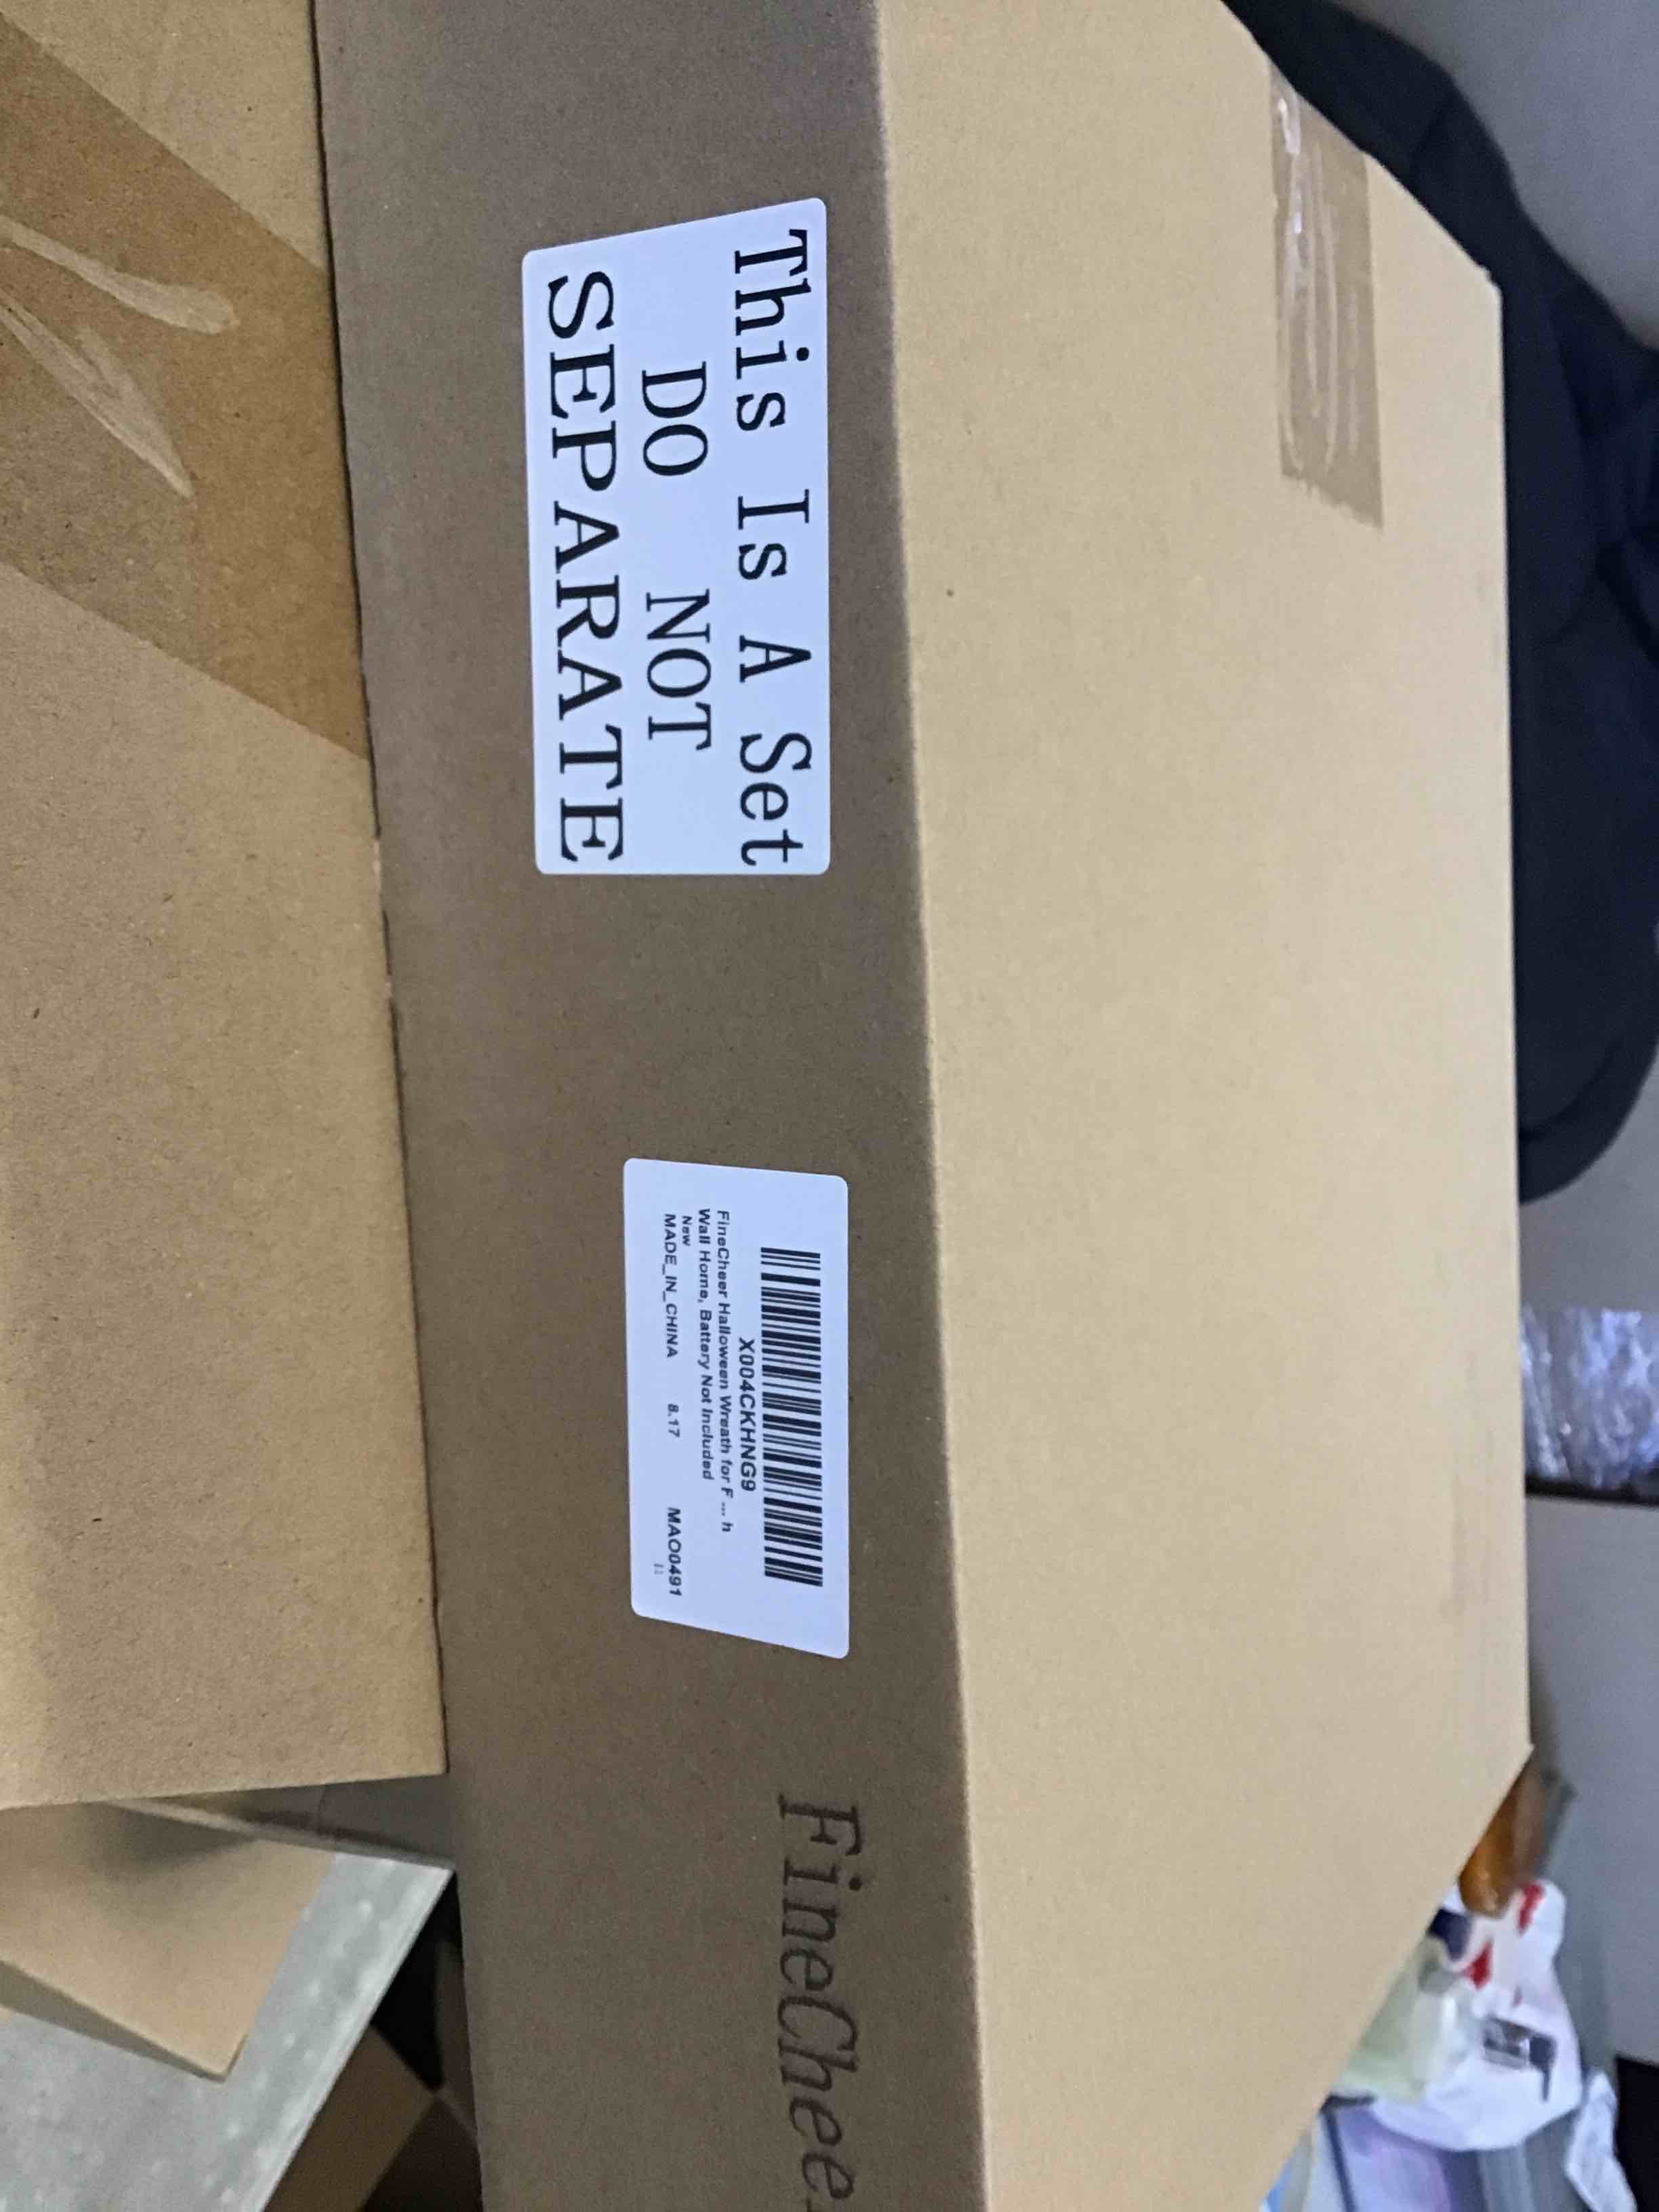 This Is A Set
DO NOT
SEPARATE
X004CKHNG9
FineCheer Halloween Wreath for F ... h
Wall Home, Battery Not Included
New
MADE_IN_CHINA 8.17 MAO0491
11
FineChee